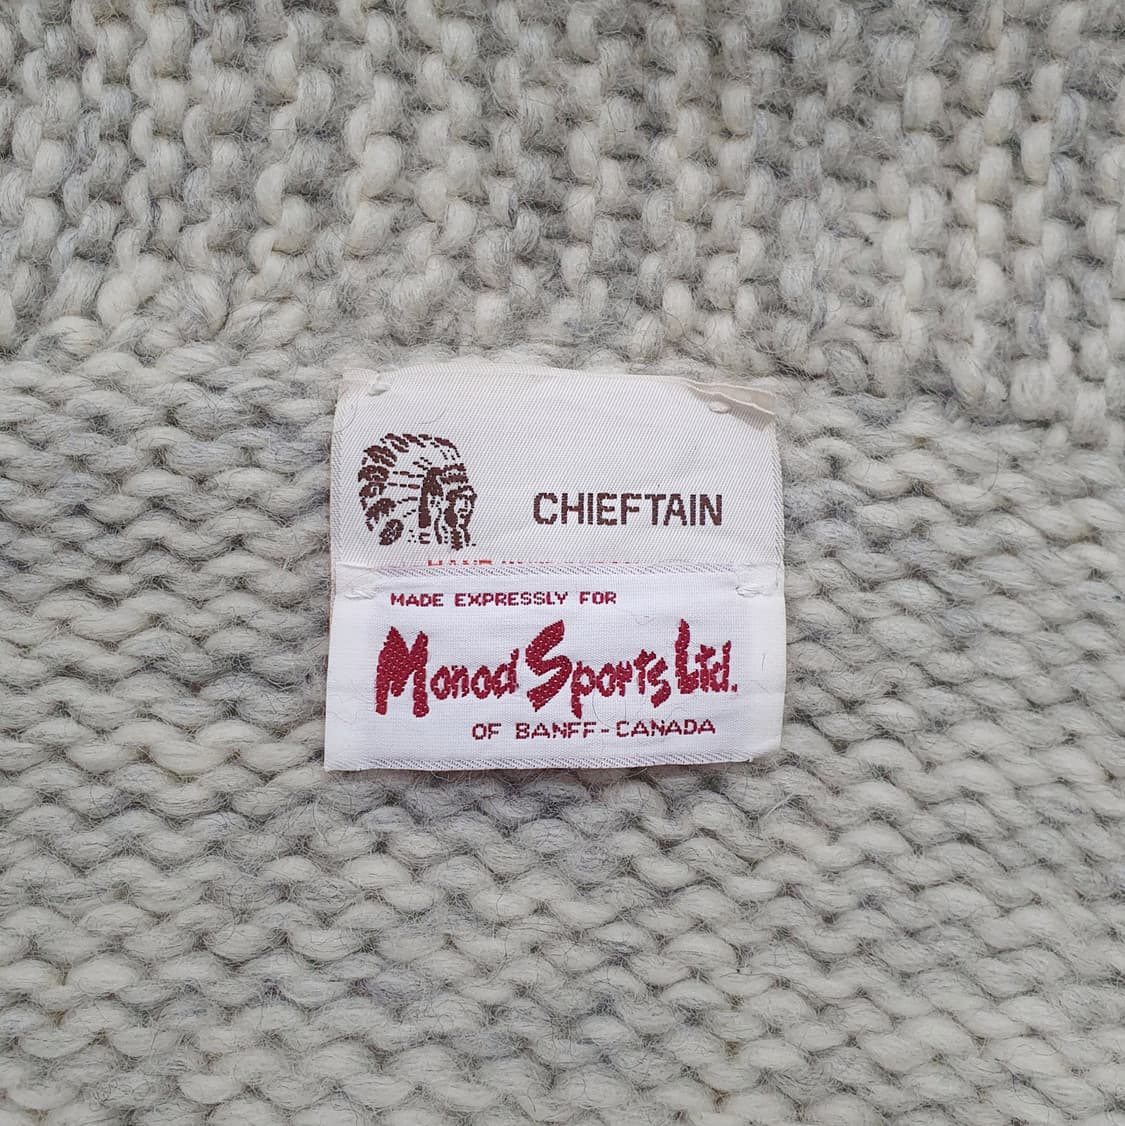 CHIEFTAIN
MADE EXPRESSLY FOR
Monod Sports Ltd.
OF BANFF-CANADA